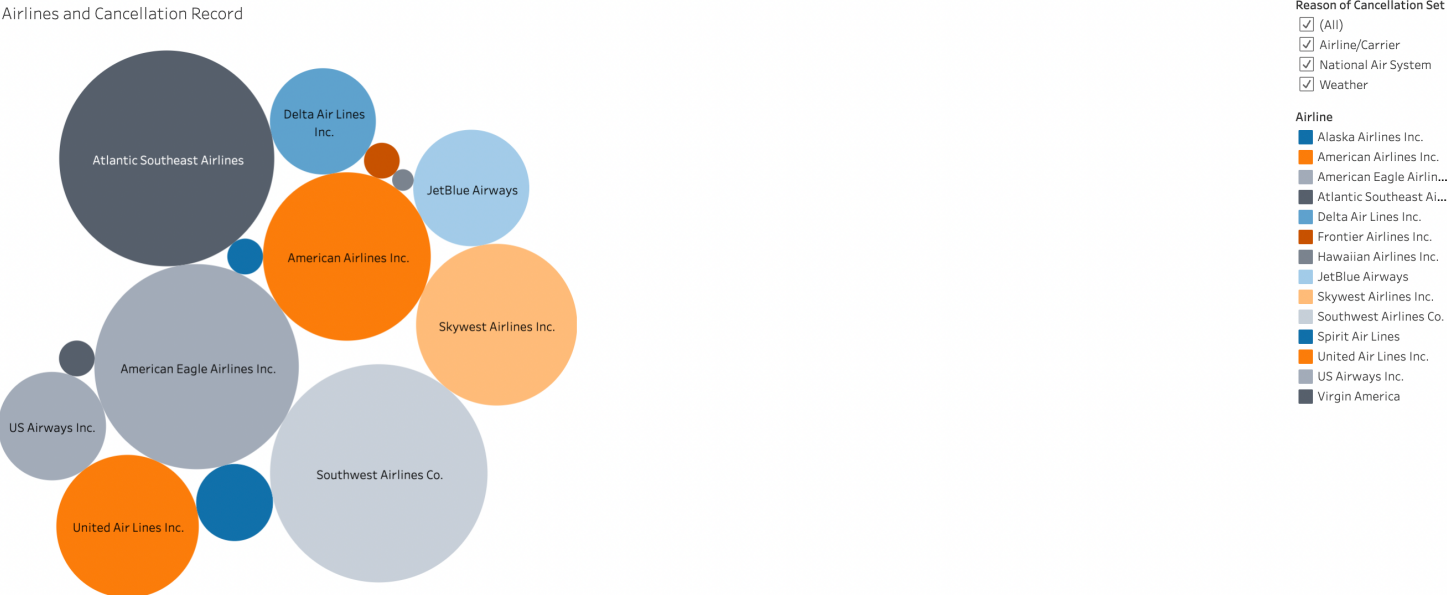 Airlines and Cancellation Record
Atlantic Southeast Airlines
Delta Air Lines
Inc.
JetBlue Airways
American Airlines Inc.
Skywest Airlines Inc.
American Eagle Airlines Inc.
US Airways Inc.
Southwest Airlines Co.
United Air Lines Inc.
Reason of Cancellation Set
(All)
Airline/Carrier
National Air System
Weather
Airline
Alaska Airlines Inc.
American Airlines Inc.
American Eagle Airlin...
Atlantic Southeast Ai...
Delta Air Lines Inc.
Frontier Airlines Inc.
Hawaiian Airlines Inc.
JetBlue Airways
Skywest Airlines Inc.
Southwest Airlines Co.
Spirit Air Lines
United Air Lines Inc.
US Airways Inc.
Virgin America